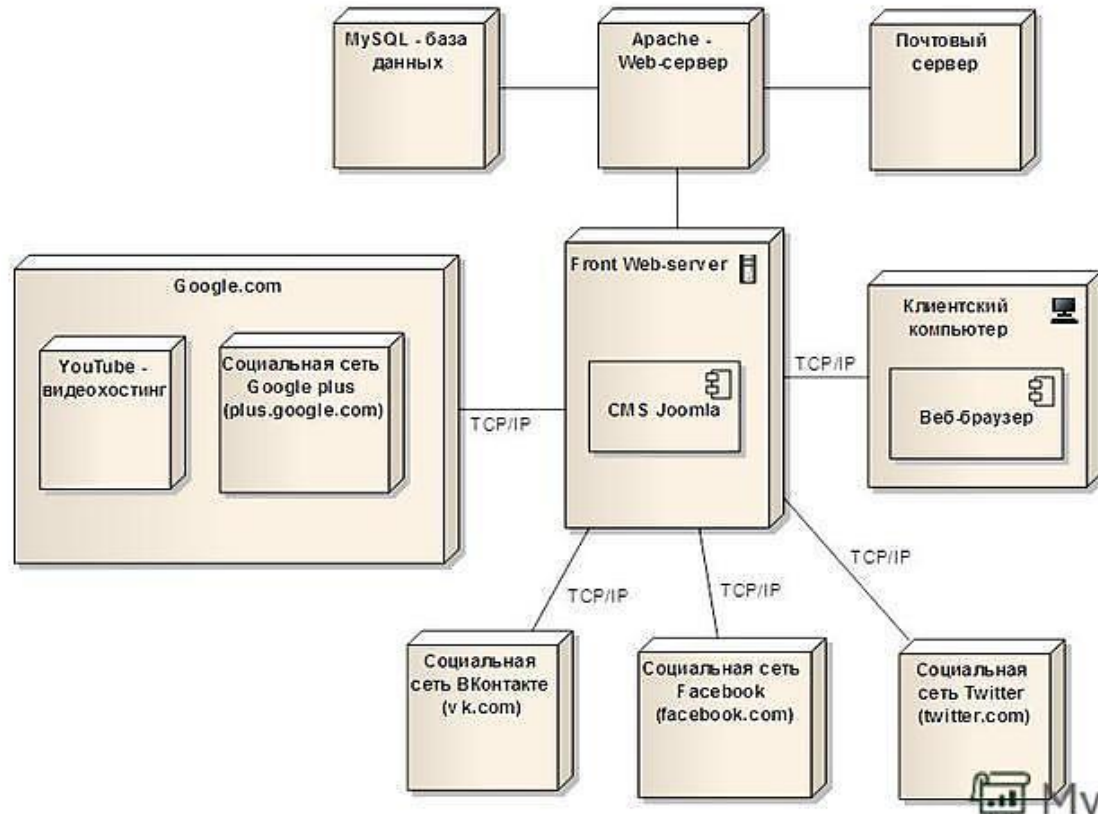 MySQL - база
данных
Apache -
Web-сервер
Почтовый
сервер
Google.com
YouTube -
видеохостинг
Социальная сеть
Google plus
(plus.google.com)
TCP/IP
Front Web-server
CMS Joomla
TCP/IP
Клиентский
компьютер
Веб-браузер
TCP/IP
TCP/IP
TCP/IP
Социальная
сеть ВКонтакте
(vk.com)
Социальная сеть
Facebook
(facebook.com)
Социальная
сеть Twitter
(twitter.com)